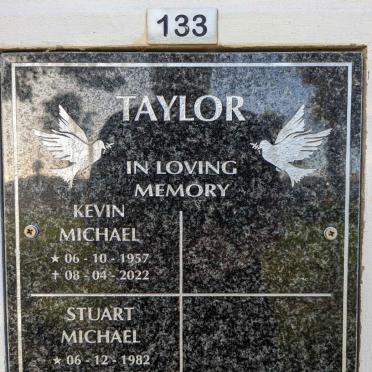 133
TAYLOR
IN LOVING
MEMORY
KEVIN
MICHAEL
★ 06 - 10 - 1957
✝ 08 - 04 - 2022
STUART
MICHAEL
★ 06 - 12 - 1982